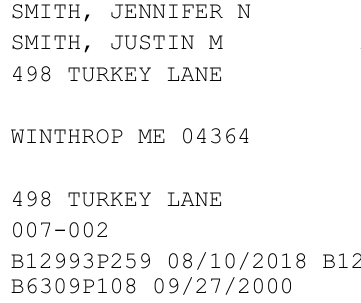 SMITH, JENNIFER N
SMITH, JUSTIN M
498 TURKEY LANE
WINTHROP ME 04364
498 TURKEY LANE
007-002
B12993P259 08/10/2018 B12
B6309P108 09/27/2000